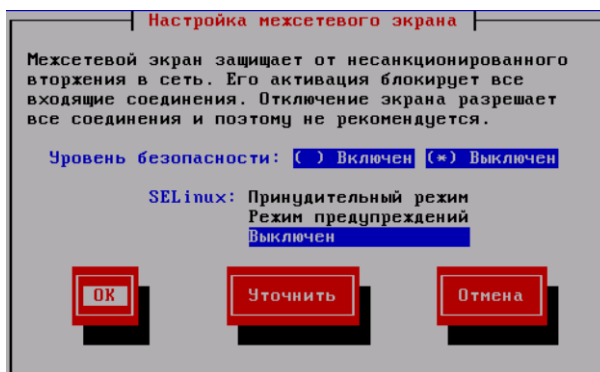 Настройка межсетевого экрана
Межсетевой экран защищает от несанкционированного
вторжения в сеть. Его активация блокирует все
входящие соединения. Отключение экрана разрешает
все соединения и поэтому не рекомендуется.
Уровень безопасности: ( ) Включен (*) Выключен
SELinux: Принудительный режим
Режим предупреждений
Выключен
OK Уточнить Отмена